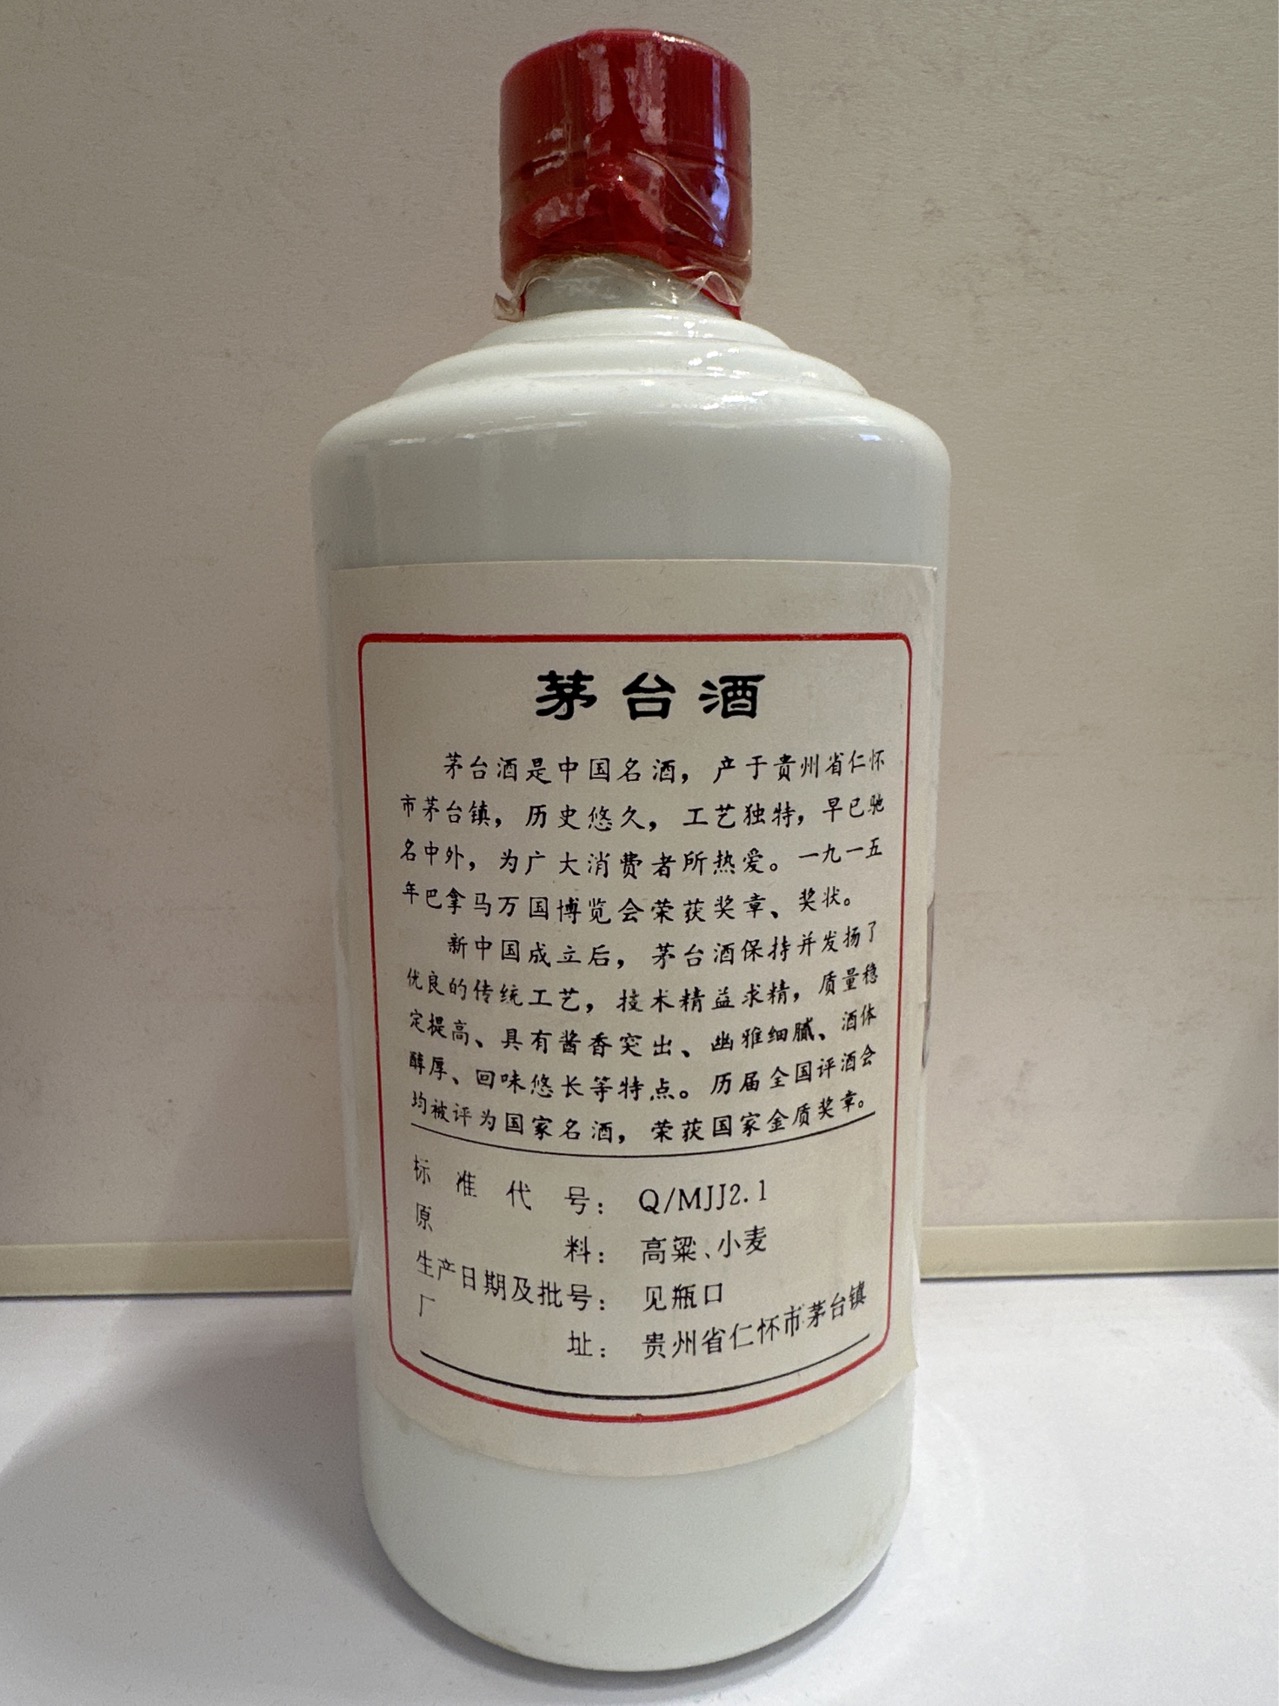 茅台酒
茅台酒是中国名酒，产于贵州省仁怀
市茅台镇，历史悠久，工艺独特，早已驰
名中外，为广大消费者所热爱。一九一五
年巴拿马万国博览会荣获奖章、奖状。
新中国成立后，茅台酒保持并发扬了
优良的传统工艺，技术精益求精，质量稳
定提高、具有酱香突出、幽雅细腻、酒体
醇厚、回味悠长等特点。历届全国评酒会
均被评为国家名酒，荣获国家金质奖章。
标准代号：Q/MJJ2.1
原料：高粱、小麦
生产日期及批号：见瓶口
厂址：贵州省仁怀市茅台镇